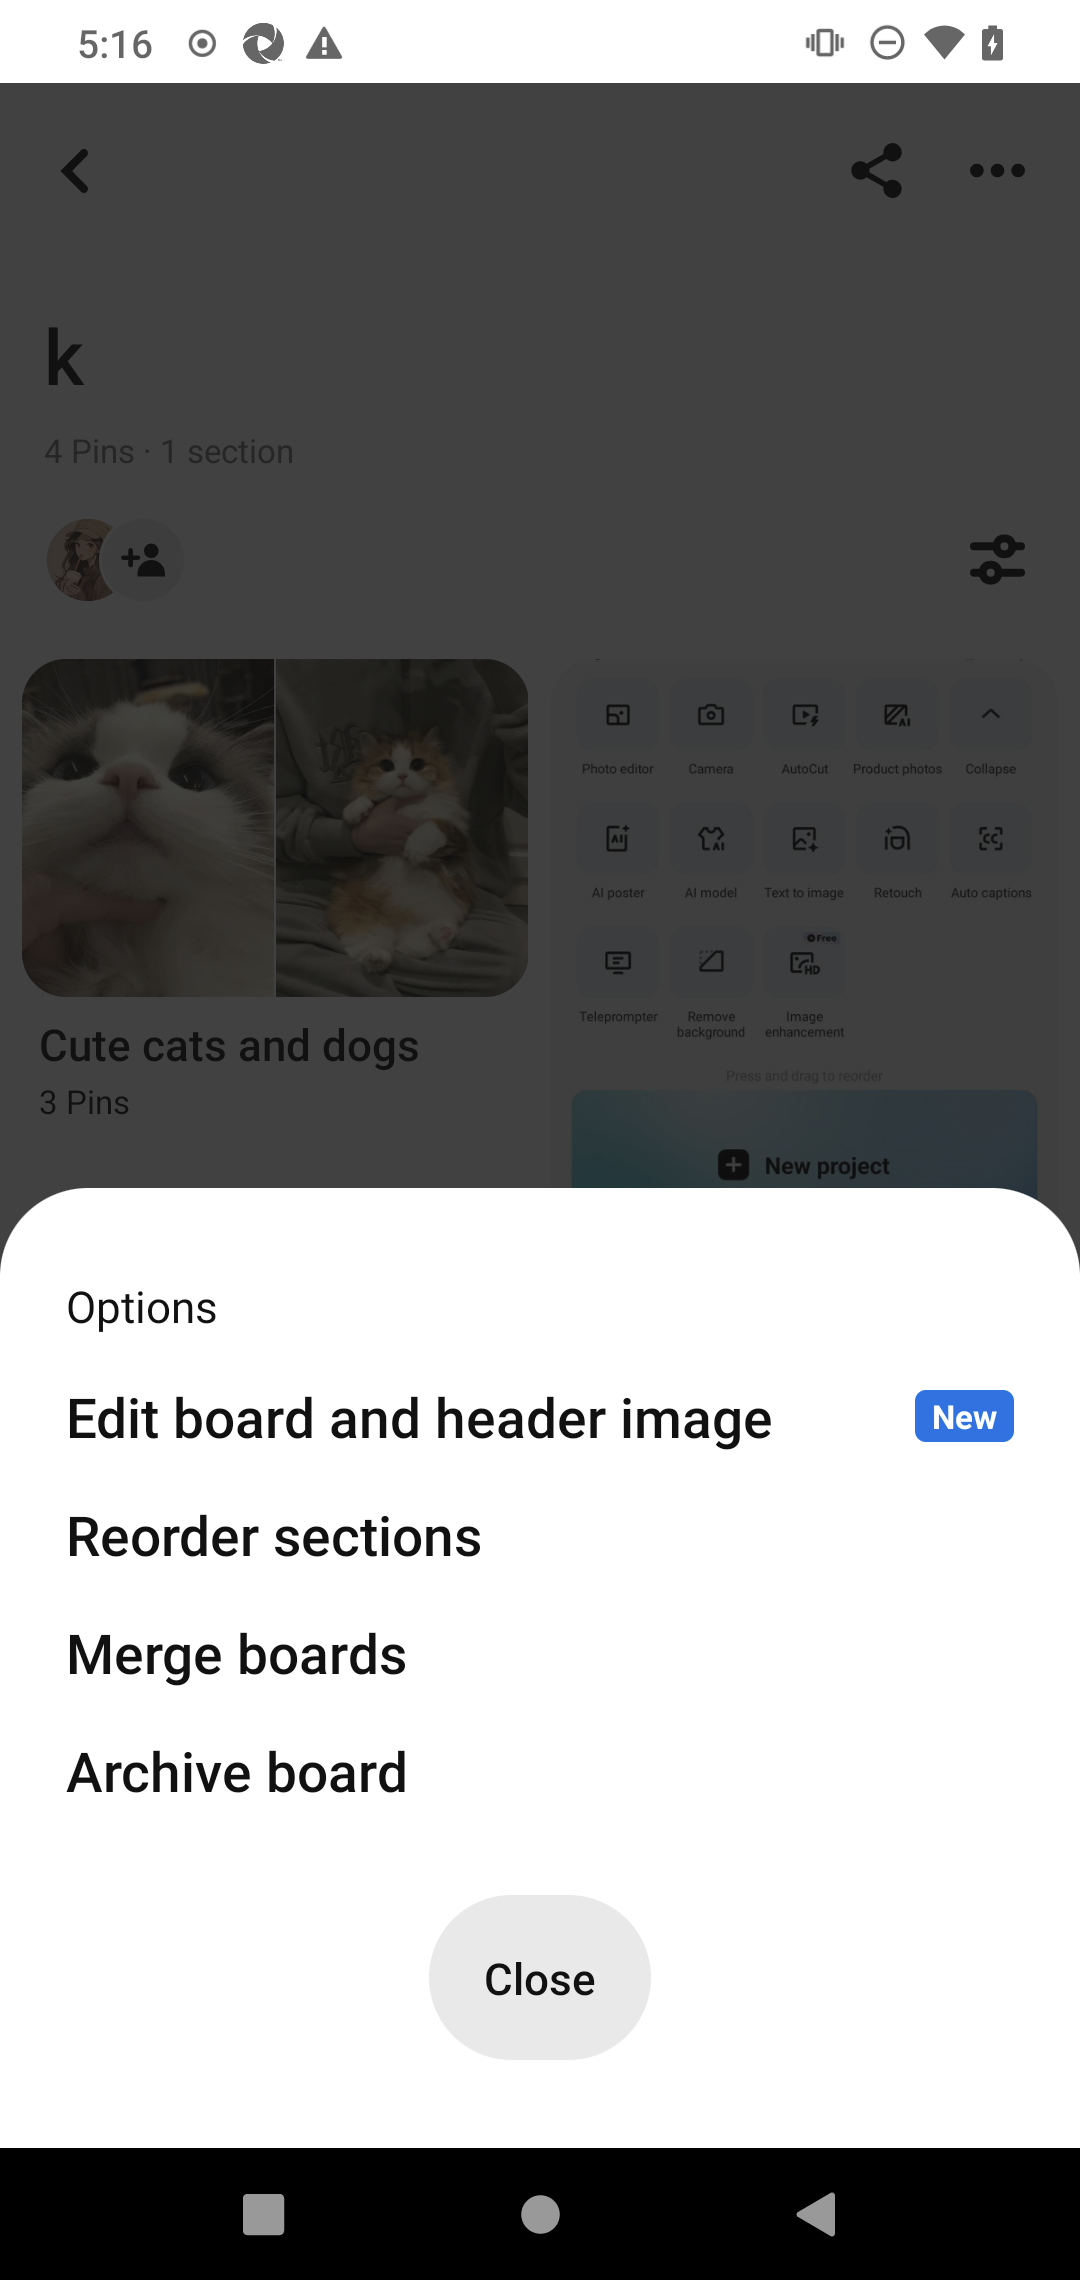 5:16
k
4 Pins · 1 section
Photo editor
Camera
AutoCut
Product photos
Collapse
AI poster
AI model
Text to image
Retouch
Auto captions
Free
Teleprompter
Remove background
Image enhancement
Press and drag to reorder
New project
Cute cats and dogs
3 Pins
Options
Edit board and header image
New
Reorder sections
Merge boards
Archive board
Close